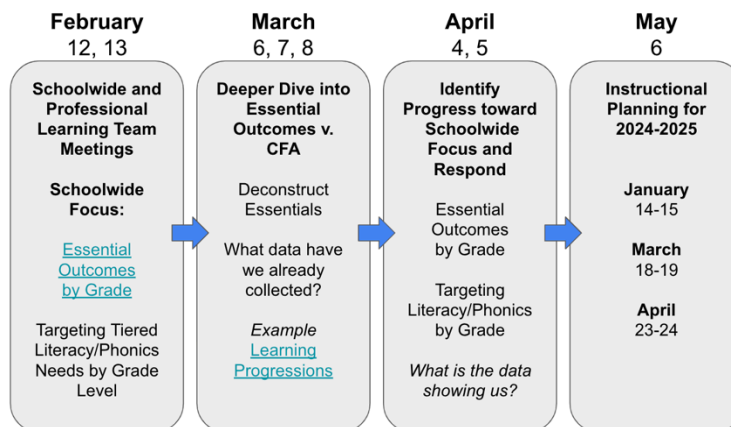 February
12, 13
Schoolwide and
Professional
Learning Team
Meetings
Schoolwide
Focus:
Essential
Outcomes
by Grade
Targeting Tiered
Literacy/Phonics
Needs by Grade
Level
March
6, 7, 8
Deeper Dive into
Essential
Outcomes v.
CFA
Deconstruct
Essentials
What data have
we already
collected?
Example
Learning
Progressions
April
4, 5
Identify
Progress toward
Schoolwide
Focus and
Respond
Essential
Outcomes
by Grade
Targeting
Literacy/Phonics
by Grade
What is the data
showing us?
May
6
Instructional
Planning for
2024-2025
January
14-15
March
18-19
April
23-24